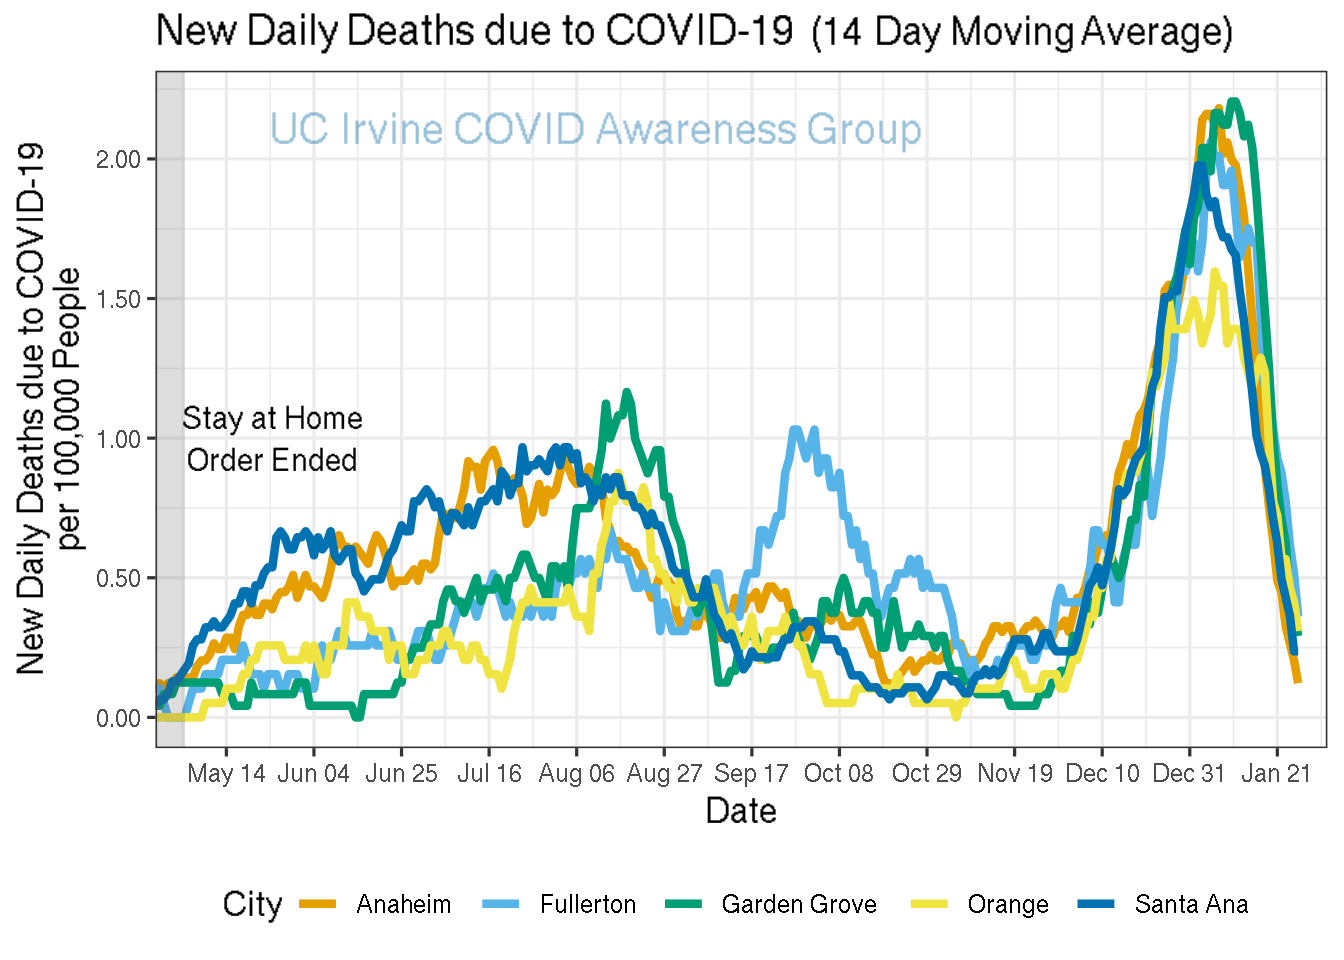 New Daily Deaths due to COVID-19 (14 Day Moving Average)
UC Irvine COVID Awareness Group
New Daily Deaths due to COVID-19
per 100,000 People
2.00
1.50
1.00
0.50
0.00
Stay at Home
Order Ended
May 14 Jun 04 Jun 25 Jul 16 Aug 06 Aug 27 Sep 17 Oct 08 Oct 29 Nov 19 Dec 10 Dec 31 Jan 21
Date
City Anaheim Fullerton Garden Grove Orange Santa Ana